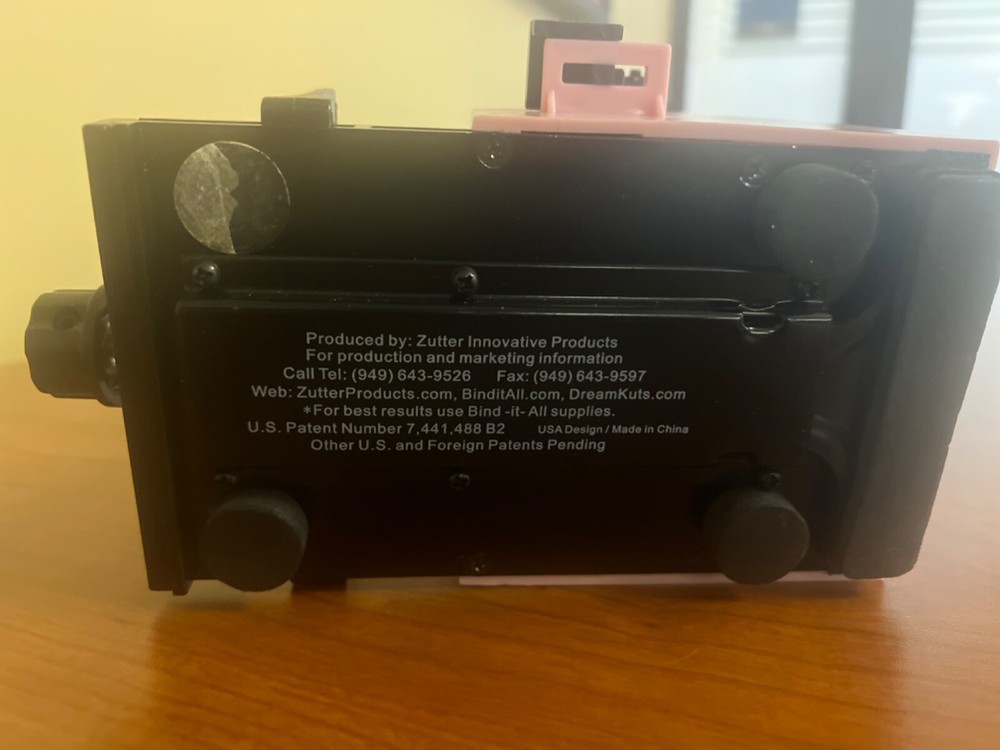 Produced by: Zutter Innovative Products
For production and marketing information
Call Tel: (949) 643-9526 Fax: (949) 643-9597
Web: ZutterProducts.com, BinditAll.com, DreamKuts.com
*For best results use Bind -it- All supplies.
U.S. Patent Number 7,441,488 B2 USA Design / Made in China
Other U.S. and Foreign Patents Pending